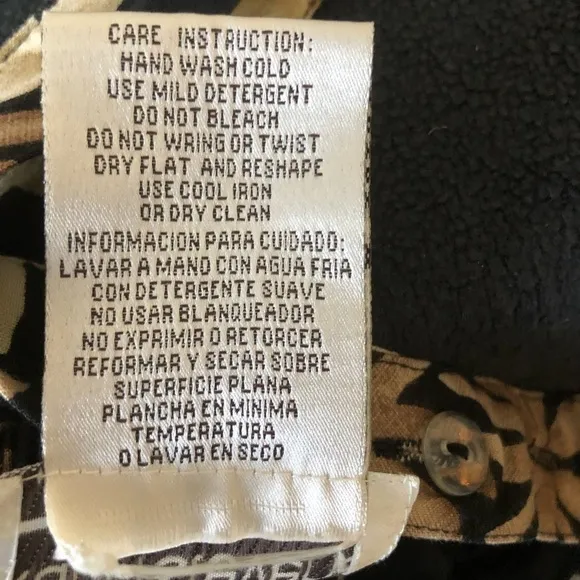 CARE INSTRUCTION:
HAND WASH COLD
USE MILD DETERGENT
DO NOT BLEACH
DO NOT WRING OR TWIST
DRY FLAT AND RESHAPE
USE COOL IRON
OR DRY CLEAN
INFORMACION PARA CUIDADO:
LAVAR A MANO CON AGUA FRIA
CON DETERGENTE SUAVE
NO USAR BLANQUEADOR
NO EXPRIMIR O RETORCER
REFORMAR Y SECAR SOBRE
SUPERFICIE PLANA
PLANCHA EN MINIMA
TEMPERATURA
O LAVAR EN SECO